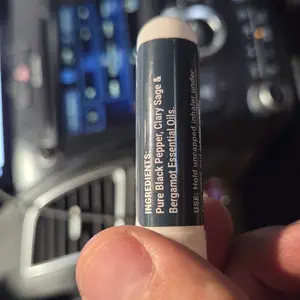 INGREDIENTS:
Pure Black Pepper, Clary Sage &
Bergamot Essential Oils.
USE: Hold uncapped inhaler under